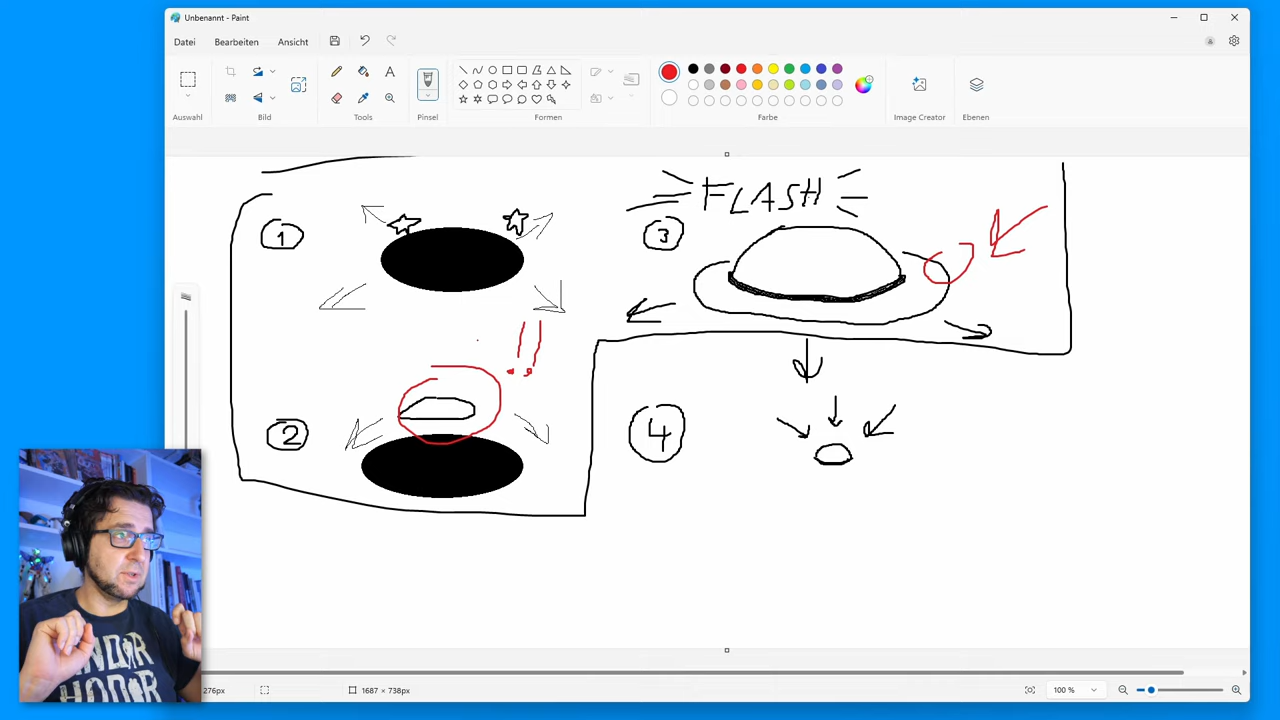 Unbenannt - Paint
Datei Bearbeiten Ansicht
Auswahl Bild Tools Pinsel Formen Farbe Image Creator Ebenen
FLASH
1
3
!!
2
4
276px 1687 × 738px 100 %